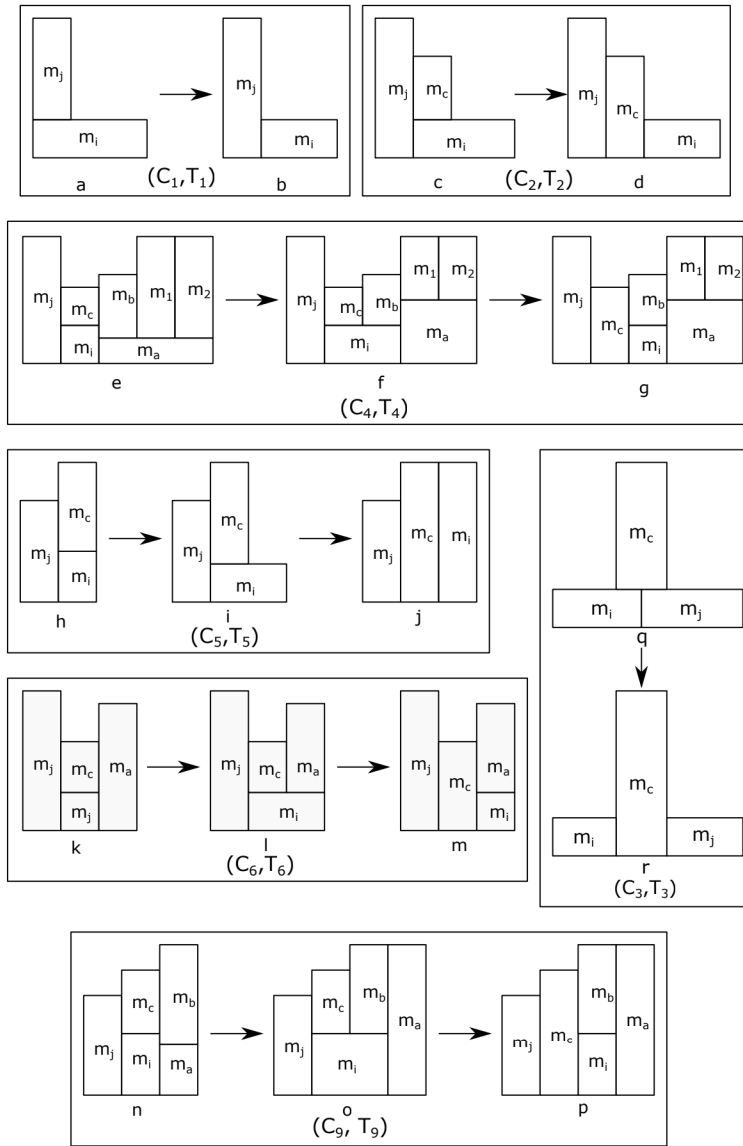 m_j m_j m_j m_c m_j m_c
m_i m_i m_i m_i
a b c d
(C_1,T_1) (C_2,T_2)
m_j m_c m_b m_1 m_2 m_j m_c m_b m_1 m_2 m_j m_c m_b m_1 m_2
m_i m_a m_i m_a m_i m_a
e f g
(C_4,T_4)
m_j m_c m_j m_c m_j m_c m_i
m_i m_i
h i j
(C_5,T_5)
m_c
m_i m_j
q
m_c
m_i m_j
r
(C_3,T_3)
m_j m_c m_a m_j m_c m_a m_j m_c m_a
m_j m_i m_i
k l m
(C_6,T_6)
m_j m_c m_b m_j m_c m_b m_a m_j m_c m_b m_a
m_i m_a m_i m_i
n o p
(C_9, T_9)